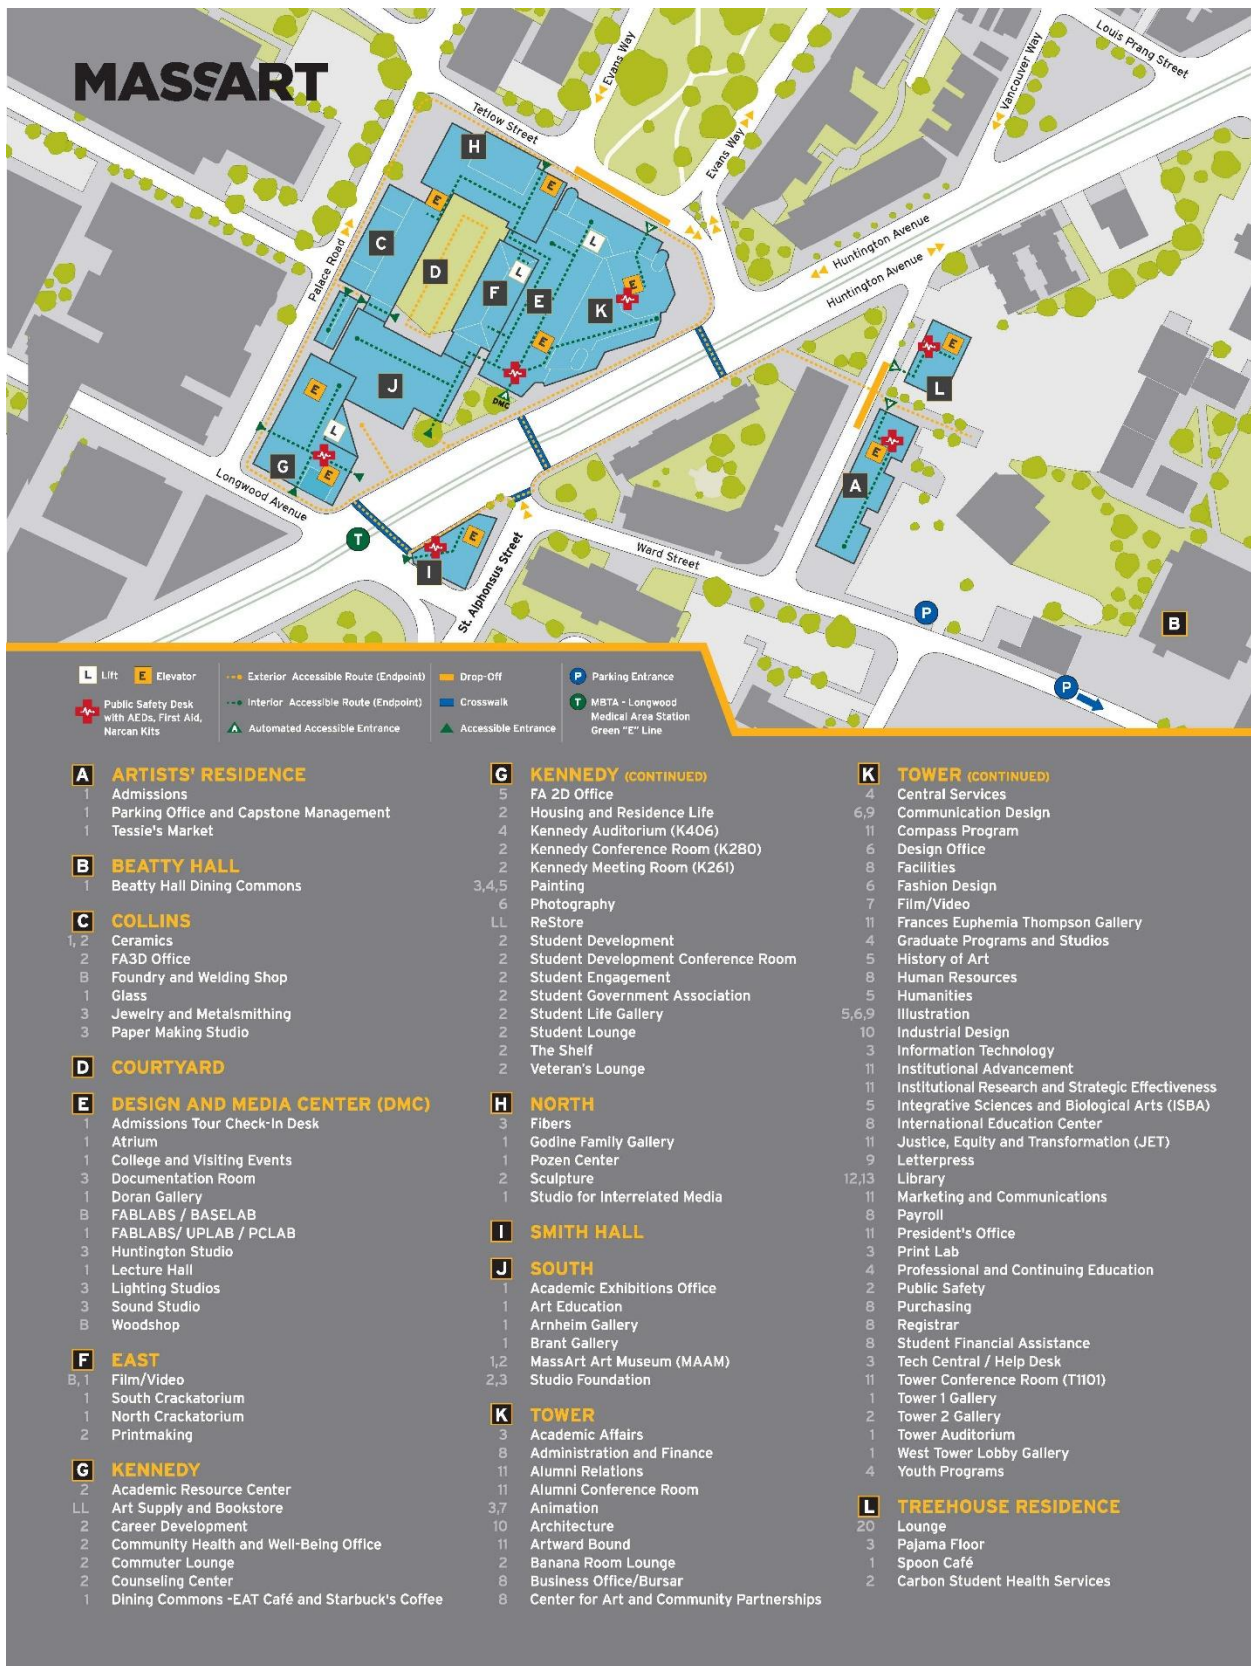 MASSART
Tetlow Street
Evans Way
Evans Way
Vancouver Way
Louis Prang Street
Palace Road
Huntington Avenue
Huntington Avenue
Longwood Avenue
Ward Street
St. Alphonsus Street
DMC
H
E
E
C
D
L
L
F
E
K
E
E
J
E
L
G
E
T
E
I
E
L
E
A
P
B
P
L Lift
E Elevator
Public Safety Desk
with AEDs, First Aid,
Narcan Kits
Exterior Accessible Route (Endpoint)
Interior Accessible Route (Endpoint)
A Automated Accessible Entrance
Drop-Off
Crosswalk
Accessible Entrance
P Parking Entrance
T MBTA - Longwood
Medical Area Station
Green "E" Line
A ARTISTS' RESIDENCE
1 Admissions
1 Parking Office and Capstone Management
1 Tessie's Market
B BEATTY HALL
1 Beatty Hall Dining Commons
C COLLINS
1, 2 Ceramics
2 FA3D Office
B Foundry and Welding Shop
1 Glass
3 Jewelry and Metalsmithing
3 Paper Making Studio
D COURTYARD
E DESIGN AND MEDIA CENTER (DMC)
1 Admissions Tour Check-In Desk
1 Atrium
1 College and Visiting Events
3 Documentation Room
1 Doran Gallery
B FABLABS / BASELAB
1 FABLABS/ UPLAB / PCLAB
3 Huntington Studio
1 Lecture Hall
3 Lighting Studios
3 Sound Studio
B Woodshop
F EAST
B, 1 Film/Video
1 South Crackatorium
1 North Crackatorium
2 Printmaking
G KENNEDY
2 Academic Resource Center
LL Art Supply and Bookstore
2 Career Development
2 Community Health and Well-Being Office
2 Commuter Lounge
2 Counseling Center
1 Dining Commons -EAT Café and Starbuck's Coffee
G KENNEDY (CONTINUED)
5 FA 2D Office
2 Housing and Residence Life
4 Kennedy Auditorium (K406)
2 Kennedy Conference Room (K280)
2 Kennedy Meeting Room (K261)
3,4,5 Painting
6 Photography
LL ReStore
2 Student Development
2 Student Development Conference Room
2 Student Engagement
2 Student Government Association
2 Student Life Gallery
2 Student Lounge
2 The Shelf
2 Veteran's Lounge
H NORTH
3 Fibers
1 Godine Family Gallery
1 Pozen Center
2 Sculpture
1 Studio for Interrelated Media
I SMITH HALL
J SOUTH
1 Academic Exhibitions Office
1 Art Education
1 Arnheim Gallery
1 Brant Gallery
1,2 MassArt Art Museum (MAAM)
2,3 Studio Foundation
K TOWER
3 Academic Affairs
8 Administration and Finance
11 Alumni Relations
11 Alumni Conference Room
3,7 Animation
10 Architecture
11 Artward Bound
2 Banana Room Lounge
8 Business Office/Bursar
8 Center for Art and Community Partnerships
K TOWER (CONTINUED)
4 Central Services
6,9 Communication Design
11 Compass Program
6 Design Office
8 Facilities
6 Fashion Design
7 Film/Video
11 Frances Euphemia Thompson Gallery
4 Graduate Programs and Studios
5 History of Art
8 Human Resources
5 Humanities
5,6,9 Illustration
10 Industrial Design
3 Information Technology
11 Institutional Advancement
11 Institutional Research and Strategic Effectiveness
5 Integrative Sciences and Biological Arts (ISBA)
8 International Education Center
11 Justice, Equity and Transformation (JET)
9 Letterpress
12,13 Library
11 Marketing and Communications
8 Payroll
11 President's Office
3 Print Lab
4 Professional and Continuing Education
2 Public Safety
8 Purchasing
8 Registrar
8 Student Financial Assistance
3 Tech Central / Help Desk
11 Tower Conference Room (T1101)
1 Tower 1 Gallery
2 Tower 2 Gallery
1 Tower Auditorium
1 West Tower Lobby Gallery
4 Youth Programs
L TREEHOUSE RESIDENCE
20 Lounge
3 Pajama Floor
1 Spoon Café
2 Carbon Student Health Services